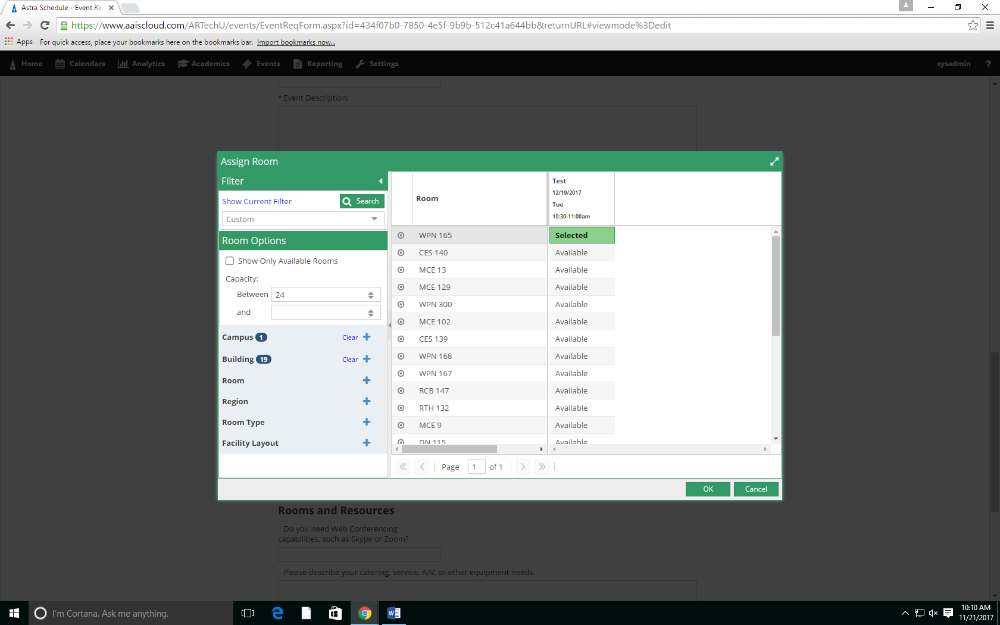 Astra Schedule - Event Re
https://www.aaiscloud.com/ARTechU/events/EventReqForm.aspx?id=434f07b0-7850-4e5f-9b9b-512c41a644bb&returnURL#viewmode%3Dedit
Apps For quick access, place your bookmarks here on the bookmarks bar. Import bookmarks now...
Home Calendars Analytics Academics Events Reporting Settings sysadmin ?
* Event Description:
Assign Room
Filter
Show Current Filter Search
Custom
Room Options
Show Only Available Rooms
Capacity:
Between 24
and
Campus 1 Clear
Building 19 Clear
Room
Region
Room Type
Facility Layout
Room
Test
12/19/2017
Tue
10:30-11:00am
WPN 165 Selected
CES 140 Available
MCE 13 Available
MCE 129 Available
WPN 300 Available
MCE 102 Available
CES 139 Available
WPN 168 Available
WPN 167 Available
RCB 147 Available
RTH 132 Available
MCE 9 Available
DN 115 Available
Page 1 of 1
OK Cancel
Rooms and Resources
Do you need Web Conferencing
capabilities, such as Skype or Zoom?
Please describe your catering, service, A/V, or other equipment needs
I'm Cortana. Ask me anything.
10:10 AM
11/21/2017